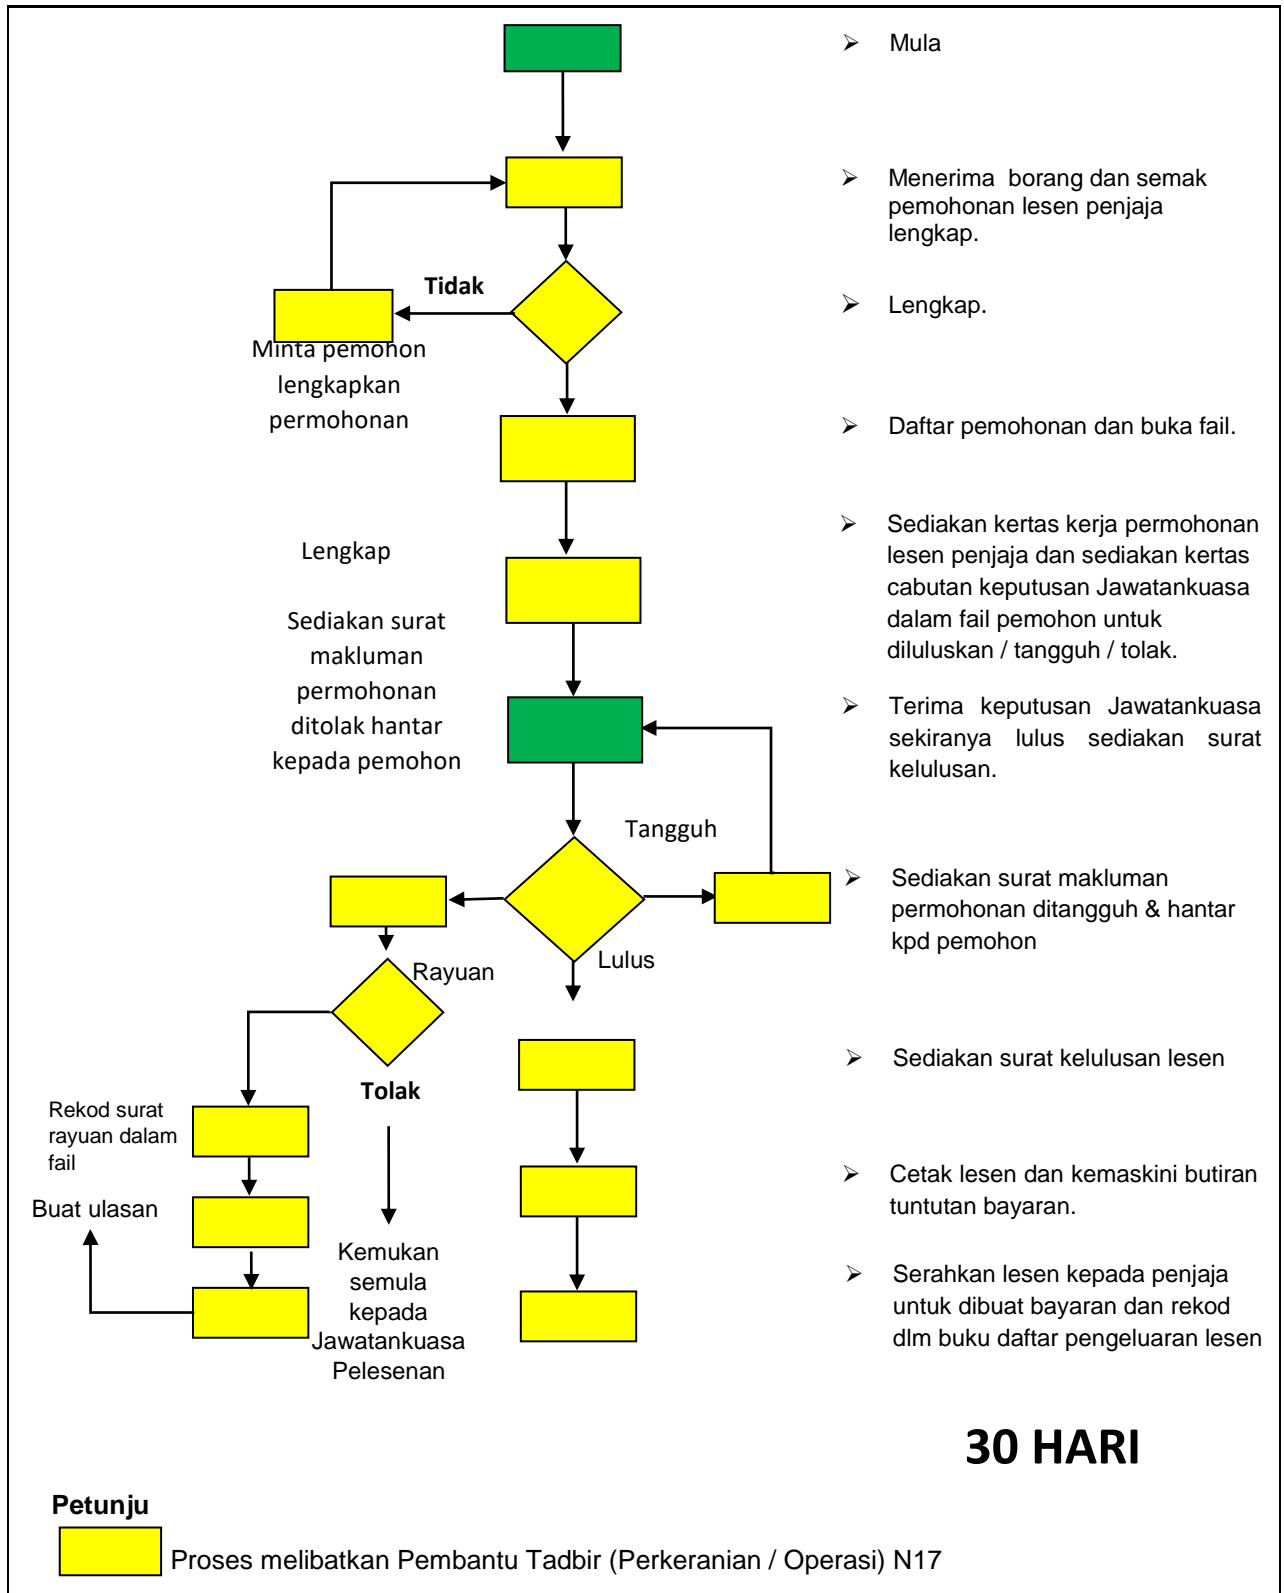 ➢ Mula
➢ Menerima borang dan semak
pemohonan lesen penjaja
lengkap.
Tidak
➢ Lengkap.
Minta pemohon
lengkapkan
permohonan
➢ Daftar pemohonan dan buka fail.
➢ Sediakan kertas kerja permohonan
lesen penjaja dan sediakan kertas
cabutan keputusan Jawatankuasa
dalam fail pemohon untuk
diluluskan / tangguh / tolak.
Lengkap
Sediakan surat
makluman
permohonan
ditolak hantar
kepada pemohon
➢ Terima keputusan Jawatankuasa
sekiranya lulus sediakan surat
kelulusan.
Tangguh
➢ Sediakan surat makluman
permohonan ditangguh & hantar
kpd pemohon
Lulus
Rayuan
➢ Sediakan surat kelulusan lesen
Tolak
Rekod surat
rayuan dalam
fail
➢ Cetak lesen dan kemaskini butiran
tuntutan bayaran.
Buat ulasan
Kemukan
semula
kepada
Jawatankuasa
Pelesenan
➢ Serahkan lesen kepada penjaja
untuk dibuat bayaran dan rekod
dlm buku daftar pengeluaran lesen
30 HARI
Petunju
Proses melibatkan Pembantu Tadbir (Perkeranian / Operasi) N17